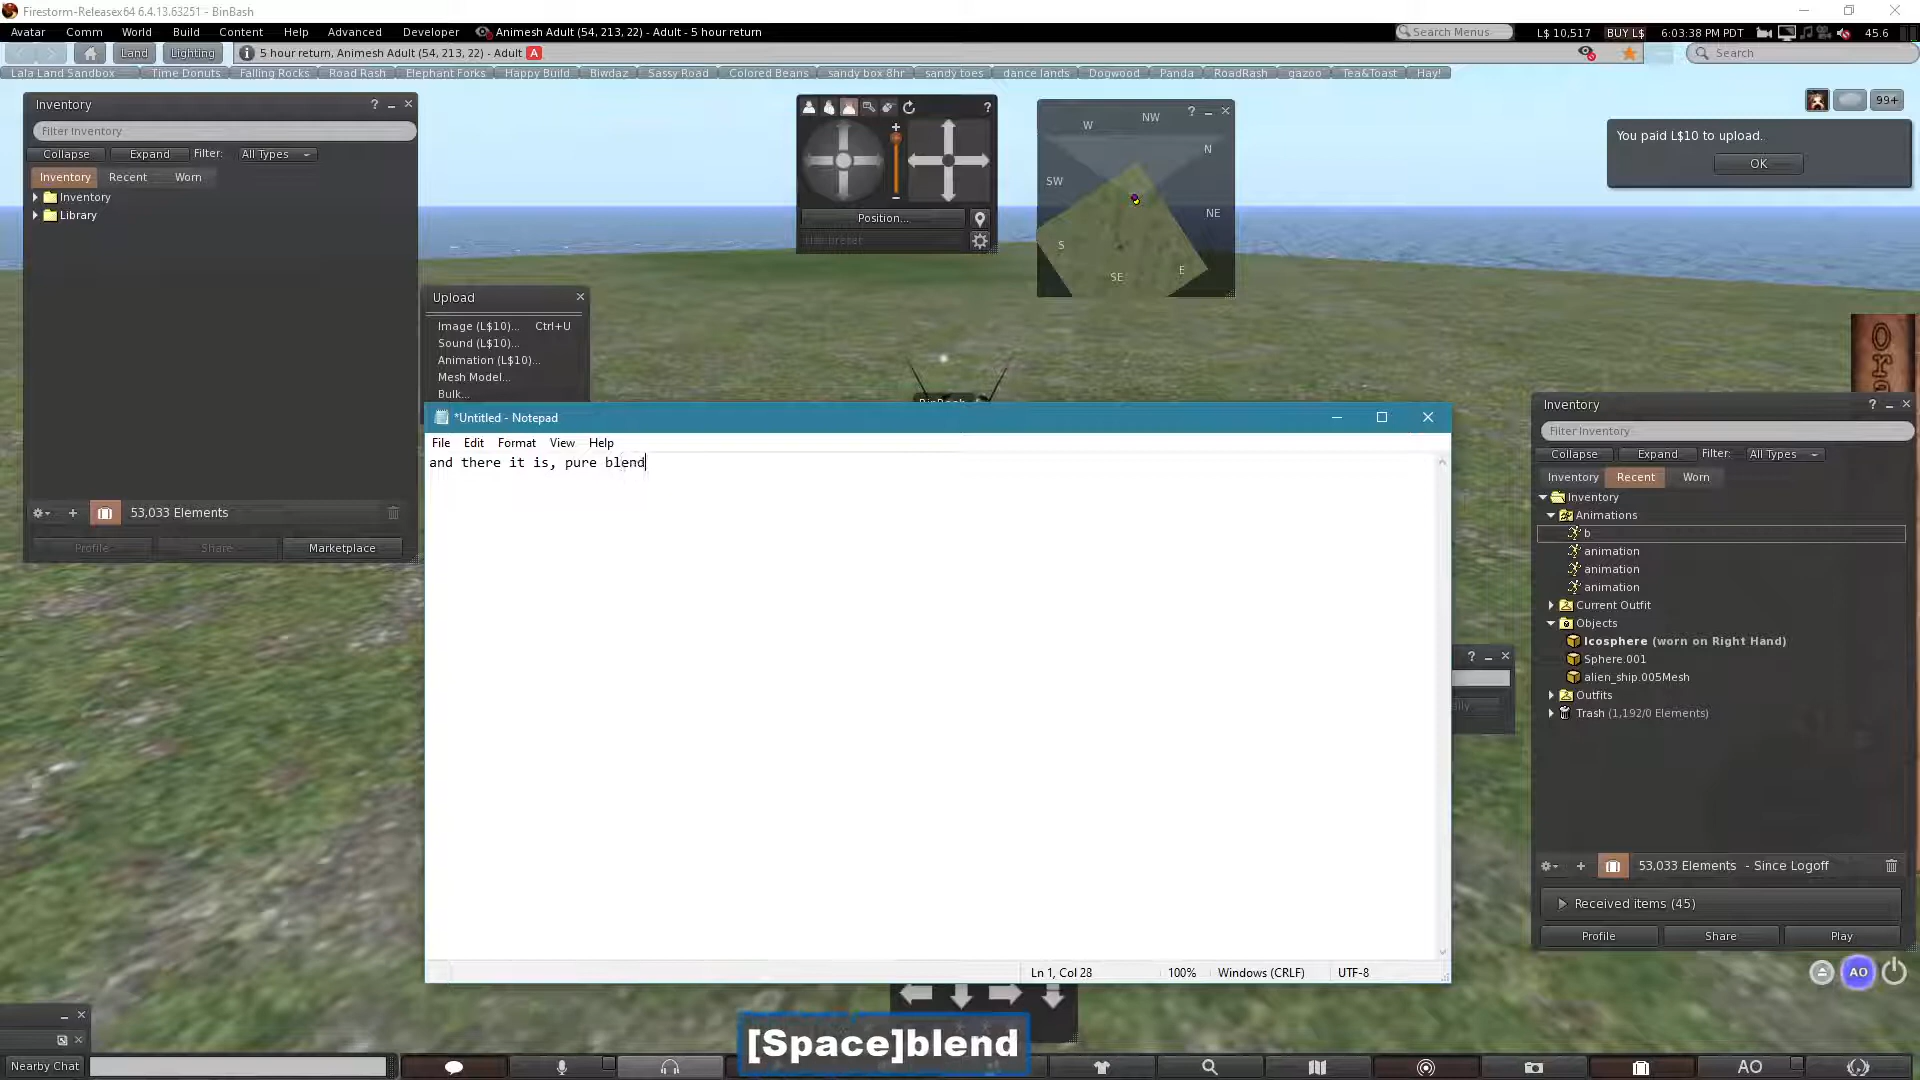 Firestorm-Releasex64 6.4.13.63251 - BinBash
Avatar Comm World Build Content Help Advanced Developer Animesh Adult (54, 213, 22) - Adult - 5 hour return Search Menus L$ 10,517 BUY L$ 6:03:38 PM PDT 45.6
Land Lighting 5 hour return, Animesh Adult (54, 213, 22) - Adult A Search
Lala Land Sandbox Time Donuts Falling Rocks Road Rash Elephant Forks Happy Build Biwdaz Sassy Road Colored Beans sandy box 8hr sandy toes dance lands Dogwood Panda RoadRash gazoo Tea&Toast Hay!
Inventory ? 
Filter Inventory
Collapse Expand Filter: All Types
Inventory Recent Worn
Inventory
Library
53,033 Elements
Profile Share Marketplace
?
Position...
?
W NW N
SW NE
S SE E
99+
You paid L$10 to upload.
OK
Upload
Image (L$10)... Ctrl+U
Sound (L$10)...
Animation (L$10)...
Mesh Model...
Bulk...
*Untitled - Notepad
File Edit Format View Help
and there it is, pure blend
Ln 1, Col 28 100% Windows (CRLF) UTF-8
Inventory ?
Filter Inventory
Collapse Expand Filter: All Types
Inventory Recent Worn
Inventory
Animations
b
animation
animation
animation
Current Outfit
Objects
Icosphere (worn on Right Hand)
Sphere.001
alien_ship.005Mesh
Outfits
Trash (1,192/0 Elements)
53,033 Elements - Since Logoff
Received items (45)
Profile Share Play
?
AO
[Space]blend
Nearby Chat
AO